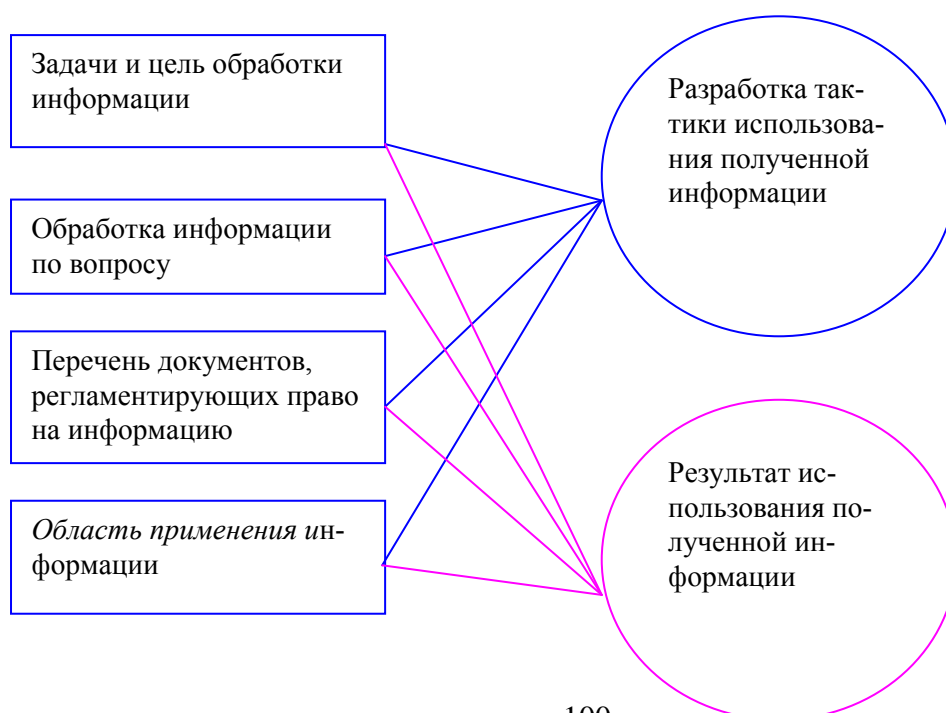 Задачи и цель обработки
информации
Обработка информации
по вопросу
Перечень документов,
регламентирующих право
на информацию
Область применения ин-
формации
Разработка так-
тики использова-
ния полученной
информации
Результат ис-
пользования по-
лученной ин-
формации
100